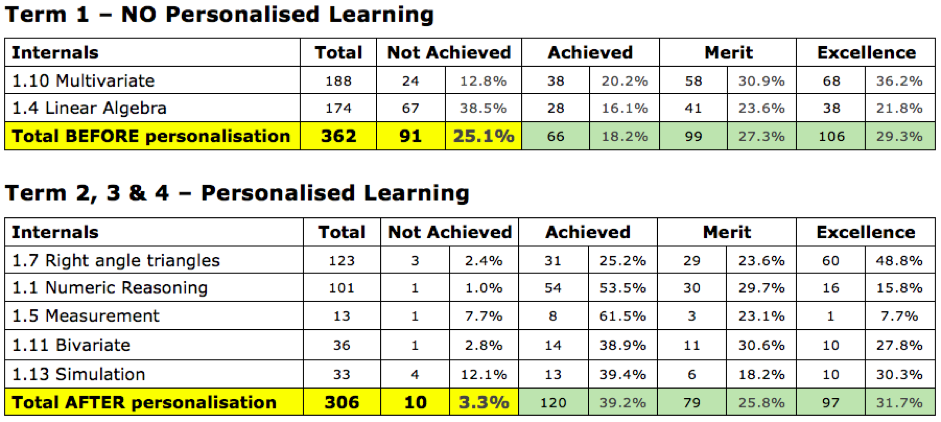 Term 1 – NO Personalised Learning
Internals Total Not Achieved Achieved Merit Excellence
1.10 Multivariate 188 24 12.8% 38 20.2% 58 30.9% 68 36.2%
1.4 Linear Algebra 174 67 38.5% 28 16.1% 41 23.6% 38 21.8%
Total BEFORE personalisation 362 91 25.1% 66 18.2% 99 27.3% 106 29.3%
Term 2, 3 & 4 – Personalised Learning
Internals Total Not Achieved Achieved Merit Excellence
1.7 Right angle triangles 123 3 2.4% 31 25.2% 29 23.6% 60 48.8%
1.1 Numeric Reasoning 101 1 1.0% 54 53.5% 30 29.7% 16 15.8%
1.5 Measurement 13 1 7.7% 8 61.5% 3 23.1% 1 7.7%
1.11 Bivariate 36 1 2.8% 14 38.9% 11 30.6% 10 27.8%
1.13 Simulation 33 4 12.1% 13 39.4% 6 18.2% 10 30.3%
Total AFTER personalisation 306 10 3.3% 120 39.2% 79 25.8% 97 31.7%